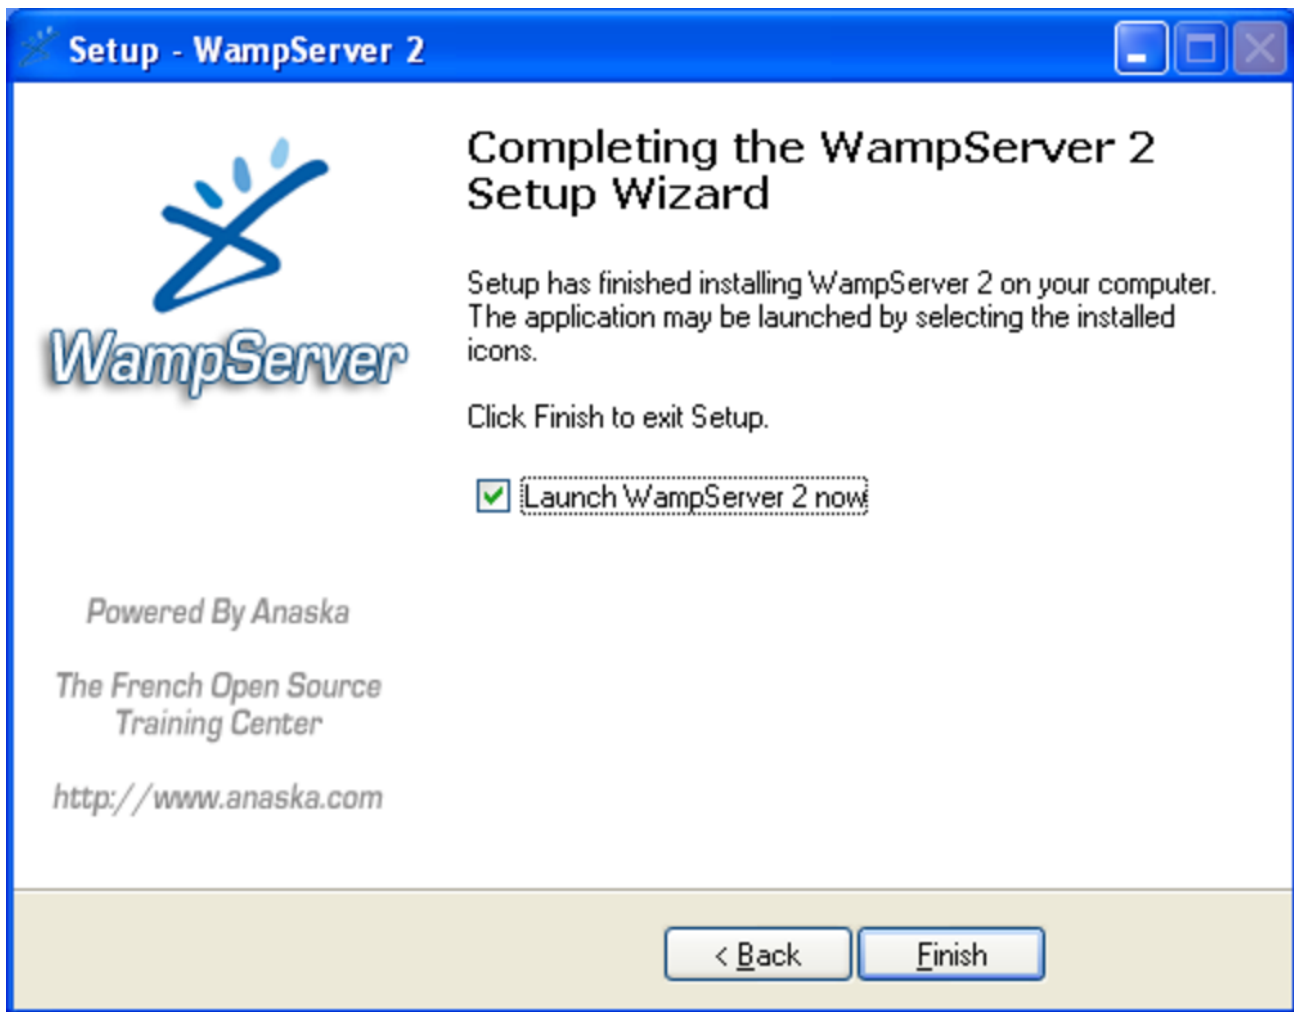 Setup - WampServer 2
Completing the WampServer 2
Setup Wizard
Setup has finished installing WampServer 2 on your computer.
The application may be launched by selecting the installed
icons.
Click Finish to exit Setup.
Launch WampServer 2 now
WampServer
Powered By Anaska
The French Open Source
Training Center
http://www.anaska.com
< Back
Finish